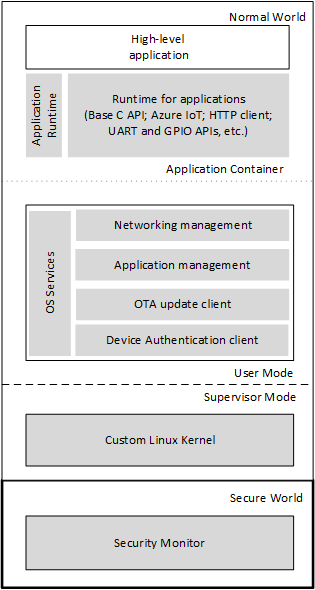 Normal World
High-level
application
Application
Runtime
Runtime for applications
(Base C API; Azure IoT; HTTP client;
UART and GPIO APIs, etc.)
Application Container
OS Services
Networking management
Application management
OTA update client
Device Authentication client
User Mode
Supervisor Mode
Custom Linux Kernel
Secure World
Security Monitor